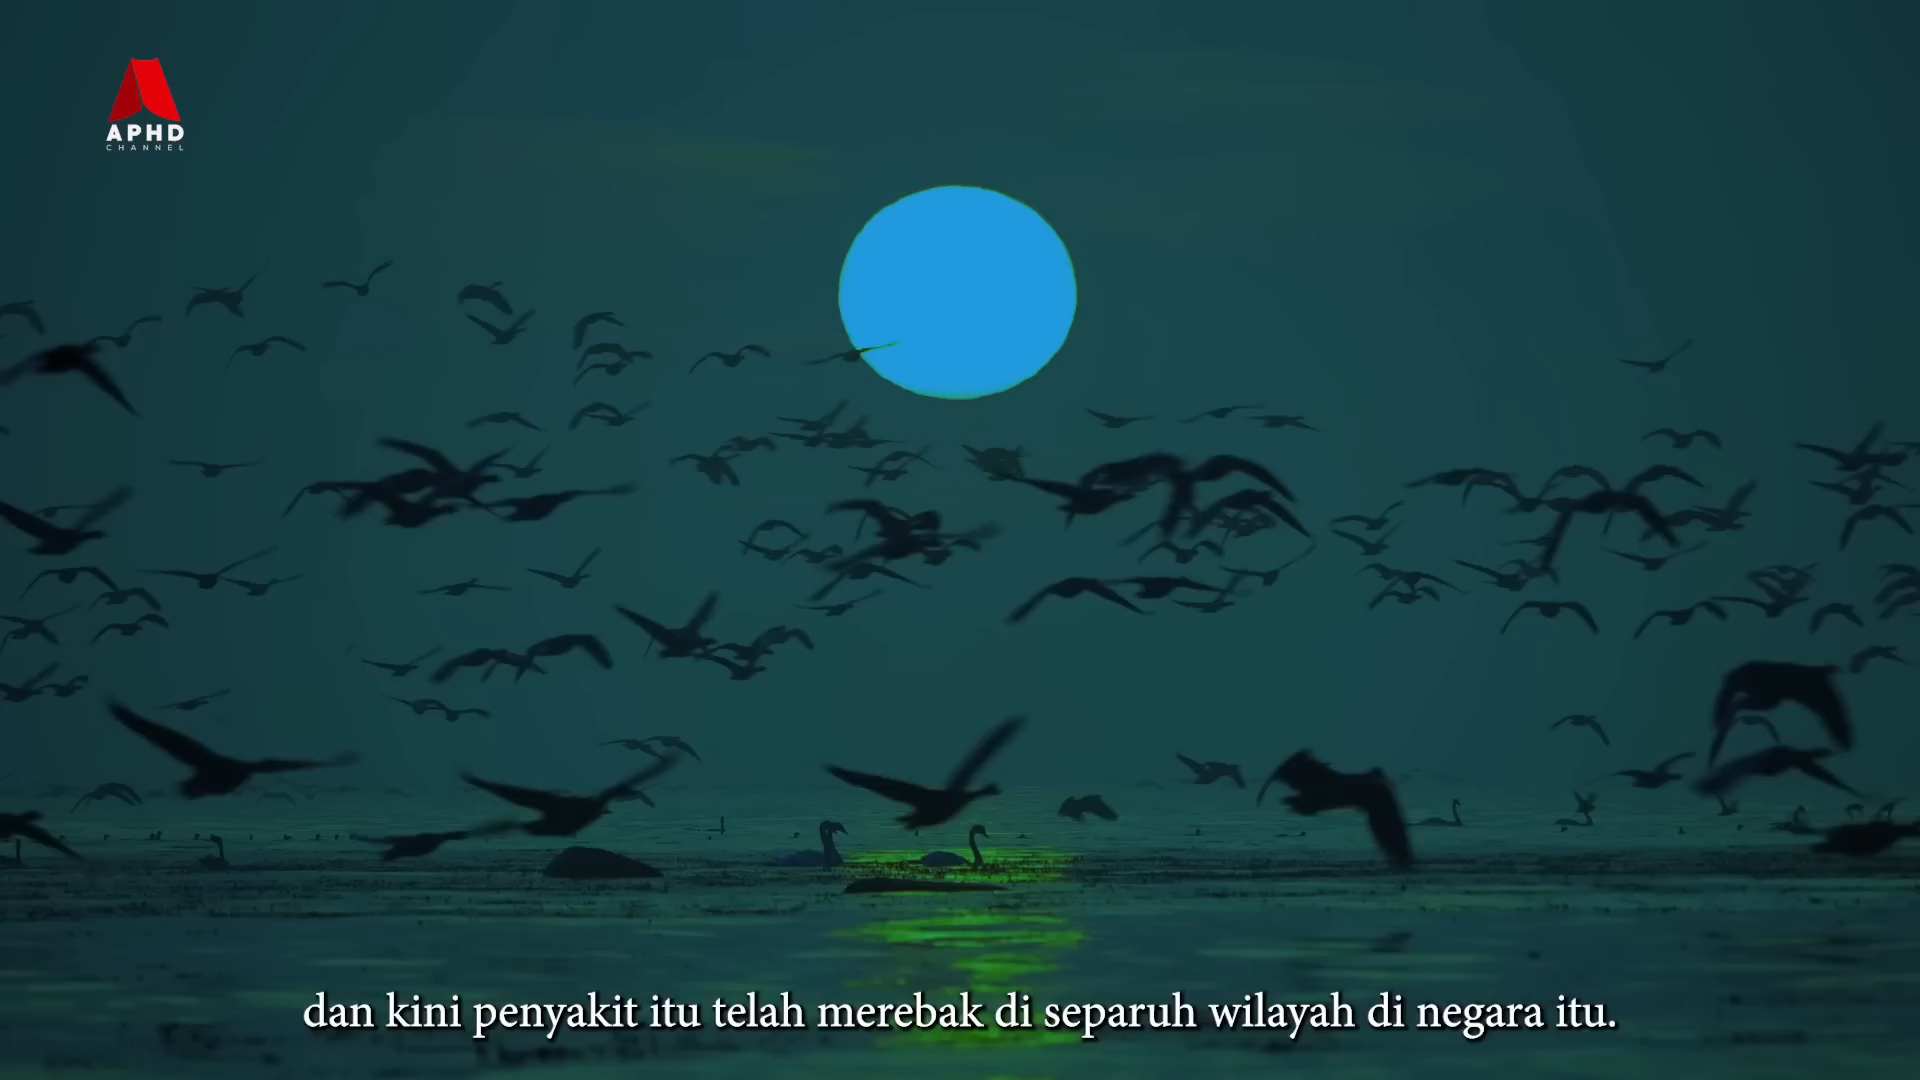 APHD
CHANNEL
dan kini penyakit itu telah merebak di separuh wilayah di negara itu.